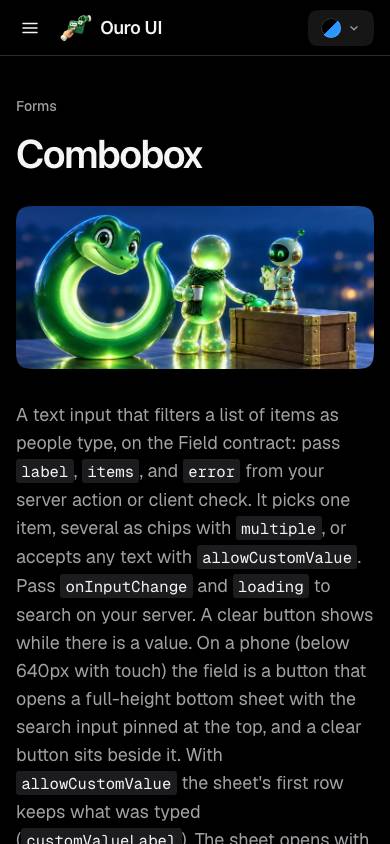 Ouro UI
Forms
Combobox
A text input that filters a list of items as
people type, on the Field contract: pass
label, items, and error from your
server action or client check. It picks one
item, several as chips with multiple, or
accepts any text with allowCustomValue.
Pass onInputChange and loading to
search on your server. A clear button shows
while there is a value. On a phone (below
640px with touch) the field is a button that
opens a full-height bottom sheet with the
search input pinned at the top, and a clear
button sits beside it. With
allowCustomValue the sheet's first row
keeps what was typed
(customValueLabel). The sheet opens with